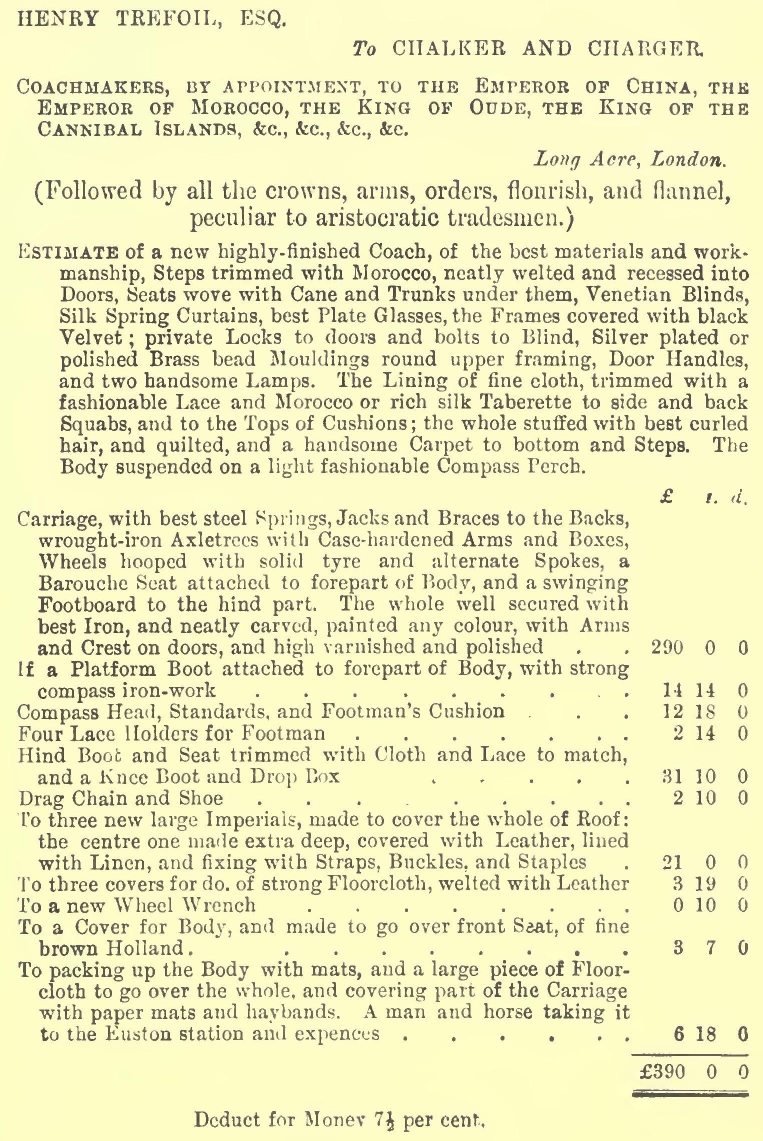 HENRY TREFOIL, ESQ.
To CHALKER AND CHARGER.
COACHMAKERS, BY APPOINTMENT, TO THE EMPEROR OF CHINA, THE
EMPEROR OF MOROCCO, THE KING OF OUDE, THE KING OF THE
CANNIBAL ISLANDS, &c., &c., &c., &c.
Long Acre, London.
(Followed by all the crowns, arms, orders, flourish, and flannel,
peculiar to aristocratic tradesmen.)
ESTIMATE of a new highly-finished Coach, of the best materials and work-
manship, Steps trimmed with Morocco, neatly welted and recessed into
Doors, Seats wove with Cane and Trunks under them, Venetian Blinds,
Silk Spring Curtains, best Plate Glasses, the Frames covered with black
Velvet; private Locks to doors and bolts to Blind, Silver plated or
polished Brass bead Mouldings round upper framing, Door Handles,
and two handsome Lamps. The Lining of fine cloth, trimmed with a
fashionable Lace and Morocco or rich silk Taberette to side and back
Squabs, and to the Tops of Cushions; the whole stuffed with best curled
hair, and quilted, and a handsome Carpet to bottom and Steps. The
Body suspended on a light fashionable Compass Perch.
£ s. d.
Carriage, with best steel Springs, Jacks and Braces to the Backs,
wrought-iron Axletrees with Case-hardened Arms and Boxes,
Wheels hooped with solid tyre and alternate Spokes, a
Barouche Seat attached to forepart of Body, and a swinging
Footboard to the hind part. The whole well secured with
best Iron, and neatly carved, painted any colour, with Arms
and Crest on doors, and high varnished and polished . . 290 0 0
If a Platform Boot attached to forepart of Body, with strong
compass iron-work . . . . . . . . . 14 14 0
Compass Head, Standards, and Footman's Cushion . . . 12 18 0
Four Lace Holders for Footman . . . . . . 2 14 0
Hind Boot and Seat trimmed with Cloth and Lace to match,
and a Knee Boot and Drop Box . . . . . 31 10 0
Drag Chain and Shoe . . . . . . . . 2 10 0
To three new large Imperials, made to cover the whole of Roof:
the centre one made extra deep, covered with Leather, lined
with Linen, and fixing with Straps, Buckles, and Staples . 21 0 0
To three covers for do. of strong Floorcloth, welted with Leather 3 19 0
To a new Wheel Wrench . . . . . . . 0 10 0
To a Cover for Body, and made to go over front Seat, of fine
brown Holland . . . . . . . . . 3 7 0
To packing up the Body with mats, and a large piece of Floor-
cloth to go over the whole, and covering part of the Carriage
with paper mats and haybands. A man and horse taking it
to the Euston station and expences . . . . . . 6 18 0
£390 0 0
Deduct for Money 7½ per cent.